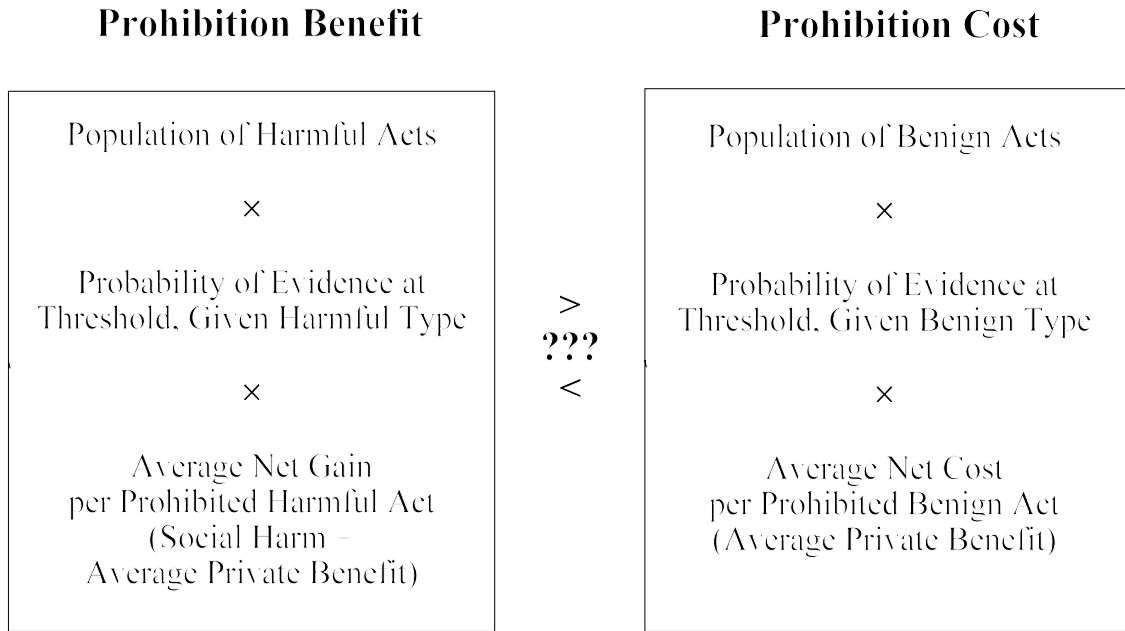 Prohibition Benefit
Population of Harmful Acts
×
Probability of Evidence at
Threshold, Given Harmful Type
×
Average Net Gain
per Prohibited Harmful Act
(Social Harm –
Average Private Benefit)
>
???
<
Prohibition Cost
Population of Benign Acts
×
Probability of Evidence at
Threshold, Given Benign Type
×
Average Net Cost
per Prohibited Benign Act
(Average Private Benefit)